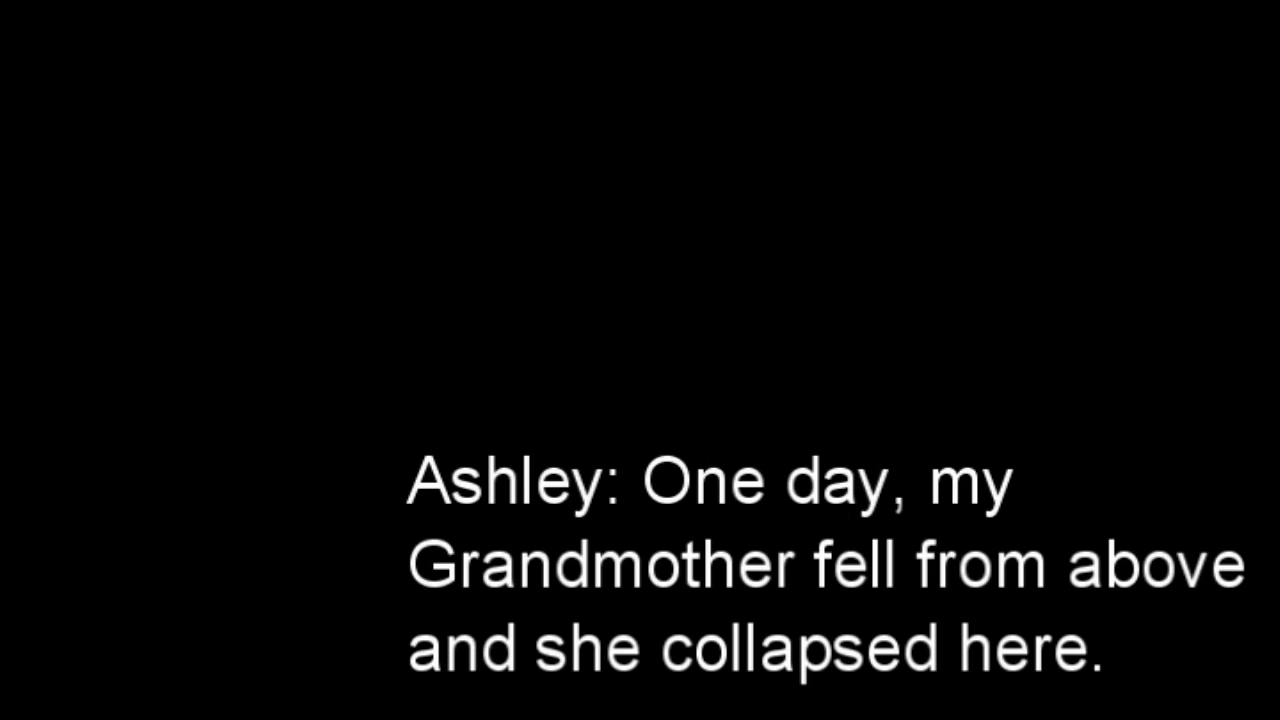 Ashley: One day, my
Grandmother fell from above
and she collapsed here.